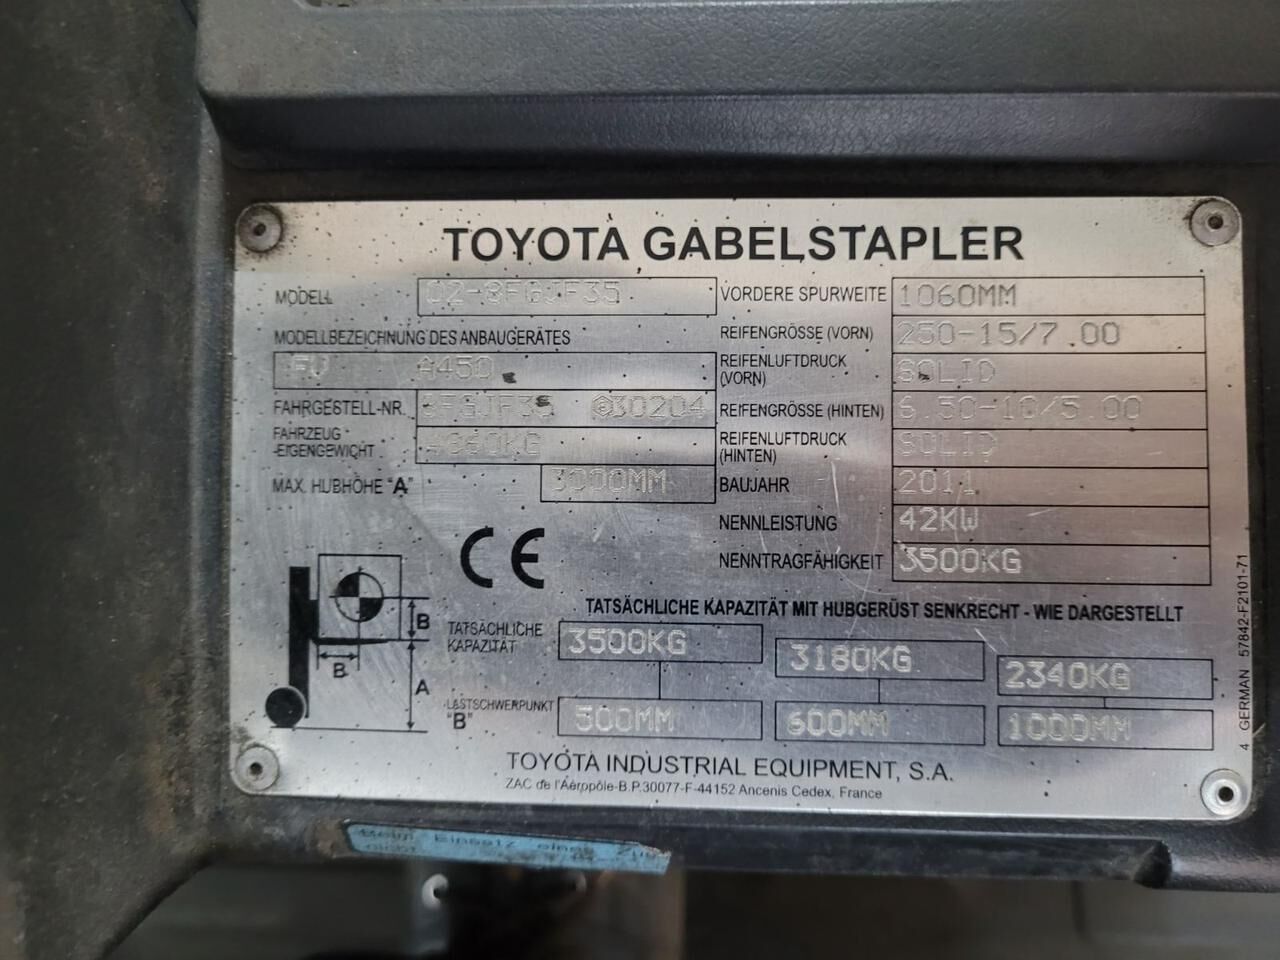 TOYOTA GABELSTAPLER
MODELL 02-8FGJF35
MODELLBEZEICHNUNG DES ANBAUGERÄTES
FV A450
FAHRGESTELL-NR. 8FGJF35 30204
FAHRZEUG
-EIGENGEWICHT 4960KG
MAX. HUBHÖHE "A" 3000MM
VORDERE SPURWEITE 1060MM
REIFENGRÖSSE (VORN) 250-15/7.00
REIFENLUFTDRUCK
(VORN) SOLID
REIFENGRÖSSE (HINTEN) 6.50-10/5.00
REIFENLUFTDRUCK
(HINTEN) SOLID
BAUJAHR 2011
NENNLEISTUNG 42KW
NENNTRAGFÄHIGKEIT 3500KG
CE
TATSÄCHLICHE KAPAZITÄT MIT HUBGERÜST SENKRECHT - WIE DARGESTELLT
B
B
A
TATSÄCHLICHE
KAPAZITÄT 3500KG 3180KG 2340KG
LASTSCHWERPUNKT
"B" 500MM 600MM 1000MM
TOYOTA INDUSTRIAL EQUIPMENT, S.A.
ZAC de l'Aéropôle-B.P.30077-F-44152 Ancenis Cedex, France
4 GERMAN 57842-F2101-71
Beim Einsatz eines